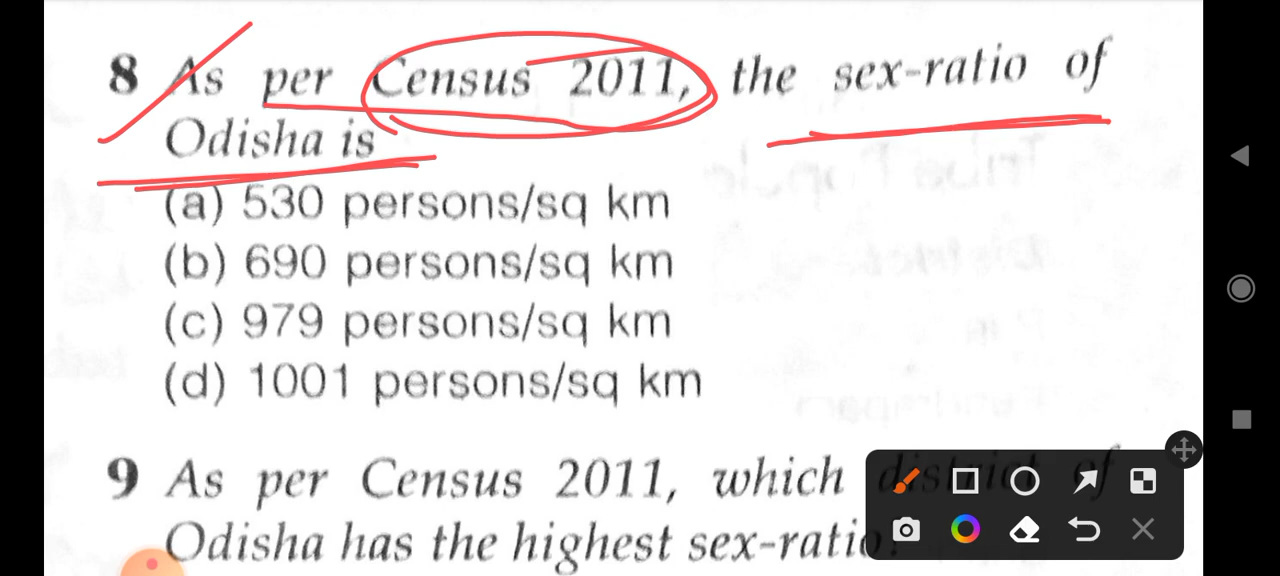 8 As per Census 2011, the sex-ratio of
Odisha is
(a) 530 persons/sq km
(b) 690 persons/sq km
(c) 979 persons/sq km
(d) 1001 persons/sq km
9 As per Census 2011, which district of
Odisha has the highest sex-ratio?